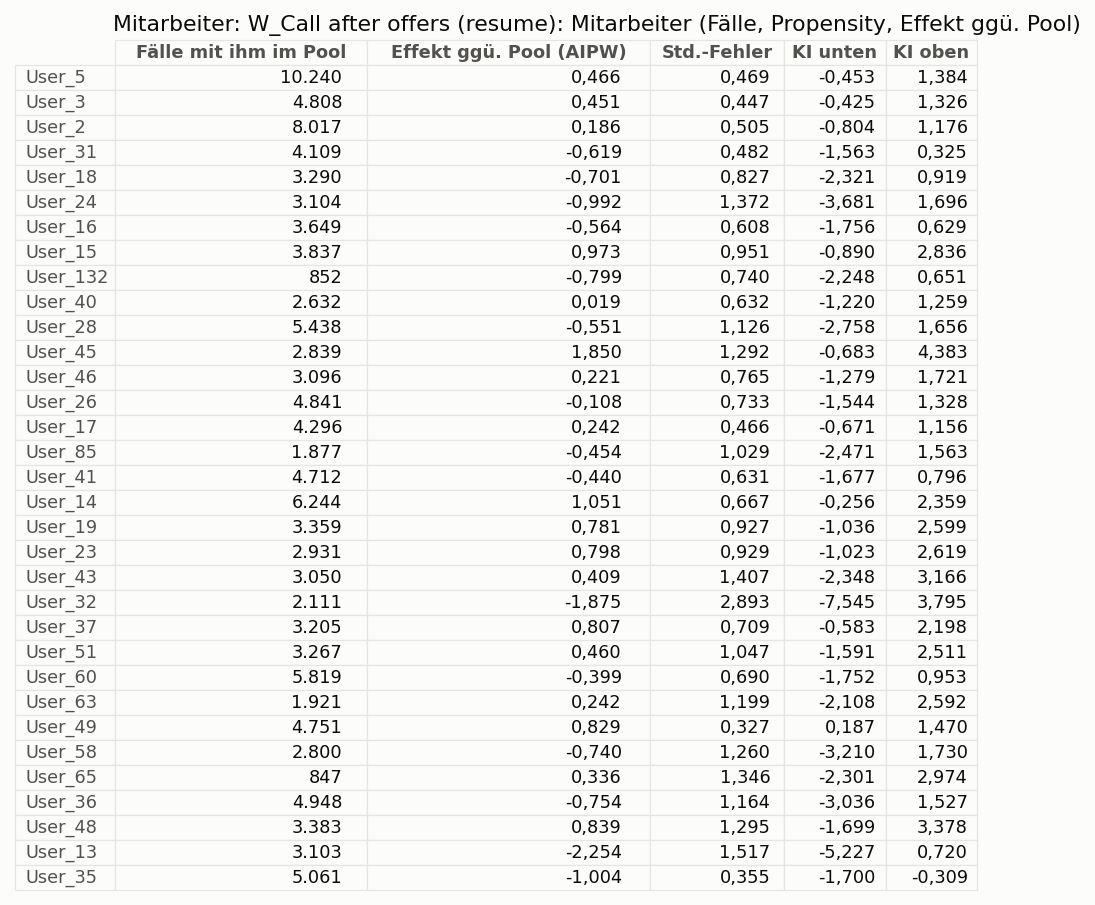 Mitarbeiter: W_Call after offers (resume): Mitarbeiter (Fälle, Propensity, Effekt ggü. Pool)
Fälle mit ihm im Pool Effekt ggü. Pool (AIPW) Std.-Fehler KI unten KI oben
User_5 10.240 0,466 0,469 -0,453 1,384
User_3 4.808 0,451 0,447 -0,425 1,326
User_2 8.017 0,186 0,505 -0,804 1,176
User_31 4.109 -0,619 0,482 -1,563 0,325
User_18 3.290 -0,701 0,827 -2,321 0,919
User_24 3.104 -0,992 1,372 -3,681 1,696
User_16 3.649 -0,564 0,608 -1,756 0,629
User_15 3.837 0,973 0,951 -0,890 2,836
User_132 852 -0,799 0,740 -2,248 0,651
User_40 2.632 0,019 0,632 -1,220 1,259
User_28 5.438 -0,551 1,126 -2,758 1,656
User_45 2.839 1,850 1,292 -0,683 4,383
User_46 3.096 0,221 0,765 -1,279 1,721
User_26 4.841 -0,108 0,733 -1,544 1,328
User_17 4.296 0,242 0,466 -0,671 1,156
User_85 1.877 -0,454 1,029 -2,471 1,563
User_41 4.712 -0,440 0,631 -1,677 0,796
User_14 6.244 1,051 0,667 -0,256 2,359
User_19 3.359 0,781 0,927 -1,036 2,599
User_23 2.931 0,798 0,929 -1,023 2,619
User_43 3.050 0,409 1,407 -2,348 3,166
User_32 2.111 -1,875 2,893 -7,545 3,795
User_37 3.205 0,807 0,709 -0,583 2,198
User_51 3.267 0,460 1,047 -1,591 2,511
User_60 5.819 -0,399 0,690 -1,752 0,953
User_63 1.921 0,242 1,199 -2,108 2,592
User_49 4.751 0,829 0,327 0,187 1,470
User_58 2.800 -0,740 1,260 -3,210 1,730
User_65 847 0,336 1,346 -2,301 2,974
User_36 4.948 -0,754 1,164 -3,036 1,527
User_48 3.383 0,839 1,295 -1,699 3,378
User_13 3.103 -2,254 1,517 -5,227 0,720
User_35 5.061 -1,004 0,355 -1,700 -0,309